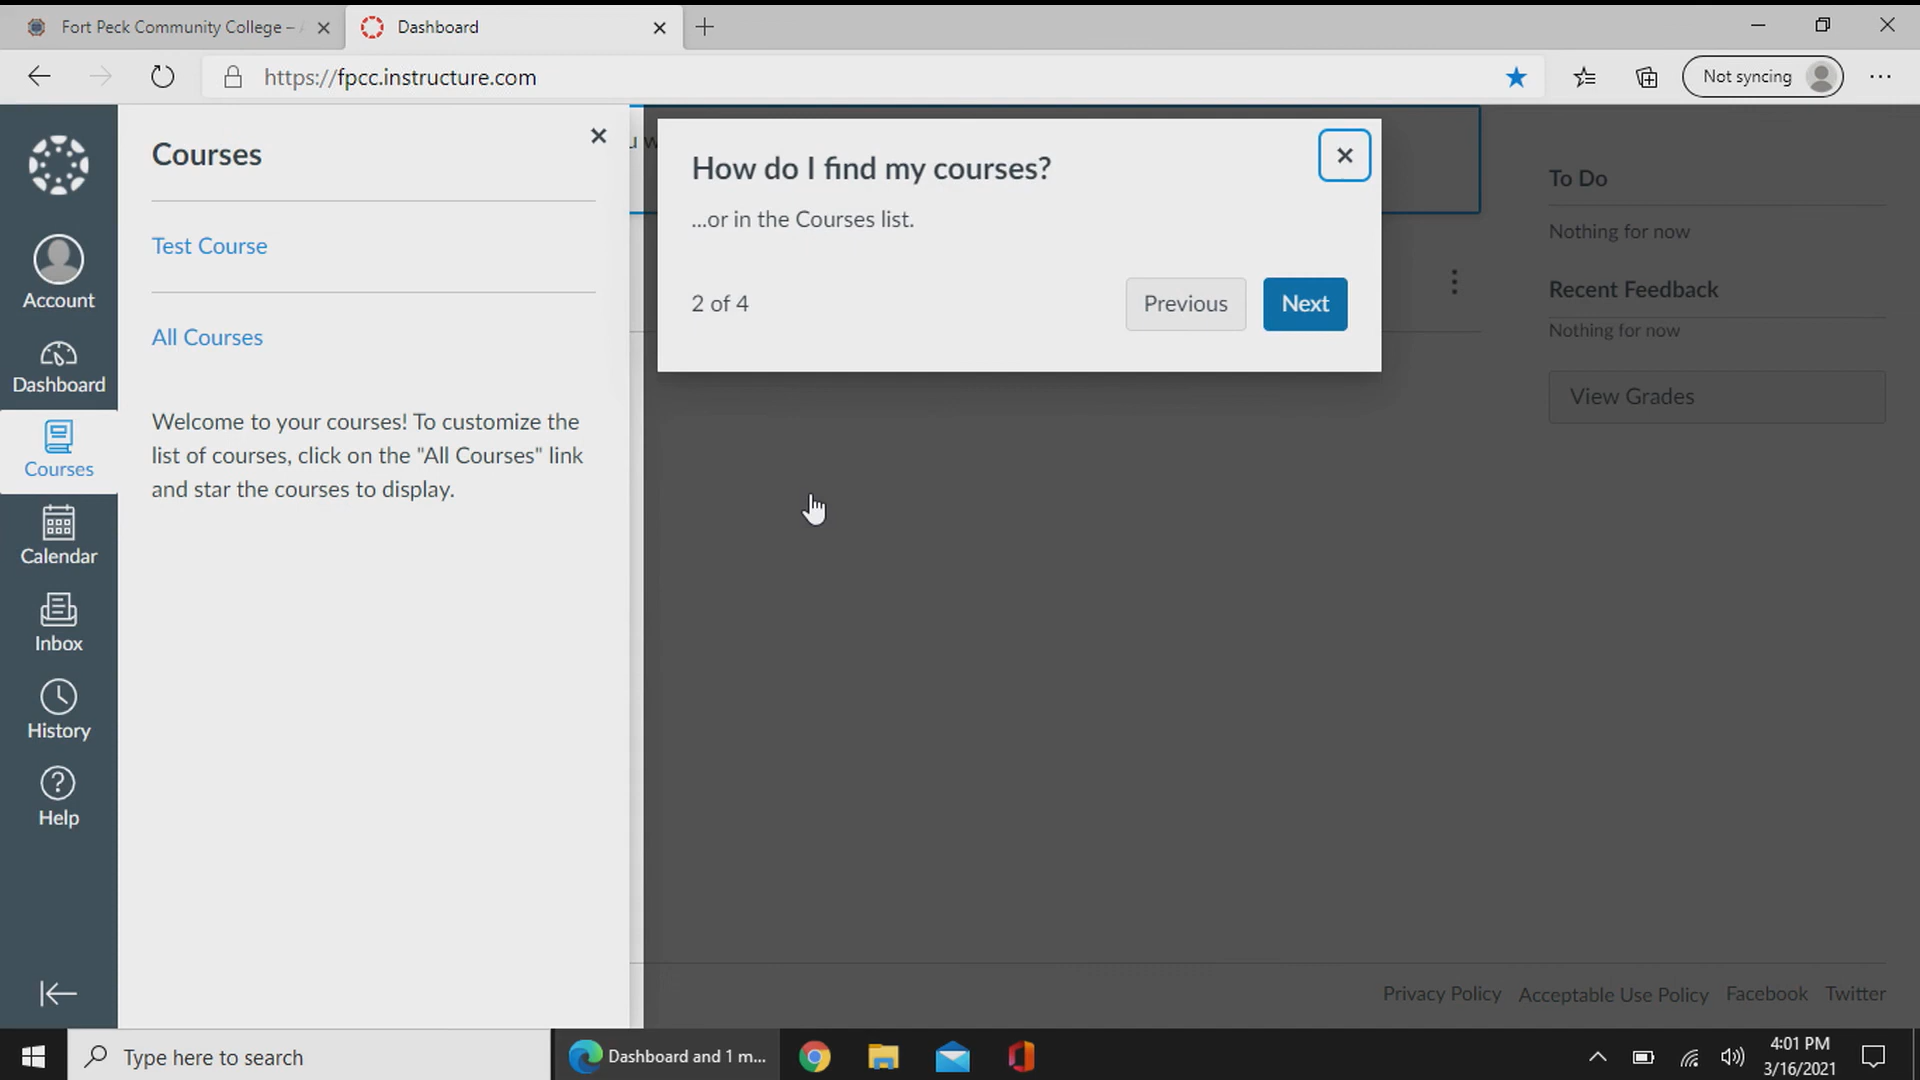 Fort Peck Community College –
Dashboard
https://fpcc.instructure.com
Not syncing
Courses
Test Course
All Courses
Welcome to your courses! To customize the
list of courses, click on the "All Courses" link
and star the courses to display.
Account
Dashboard
Courses
Calendar
Inbox
History
Help
How do I find my courses?
...or in the Courses list.
2 of 4
Previous
Next
To Do
Nothing for now
Recent Feedback
Nothing for now
View Grades
Privacy Policy
Acceptable Use Policy
Facebook
Twitter
Type here to search
Dashboard and 1 m...
4:01 PM
3/16/2021